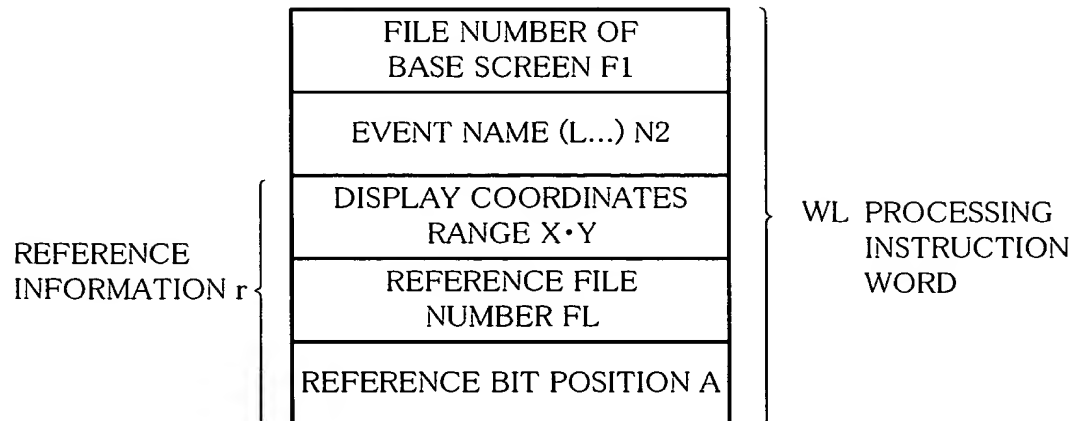 FILE NUMBER OF
BASE SCREEN F1
EVENT NAME (L...) N2
DISPLAY COORDINATES
RANGE X·Y
REFERENCE FILE
NUMBER FL
REFERENCE BIT POSITION A
REFERENCE
INFORMATION r
WL PROCESSING
INSTRUCTION
WORD